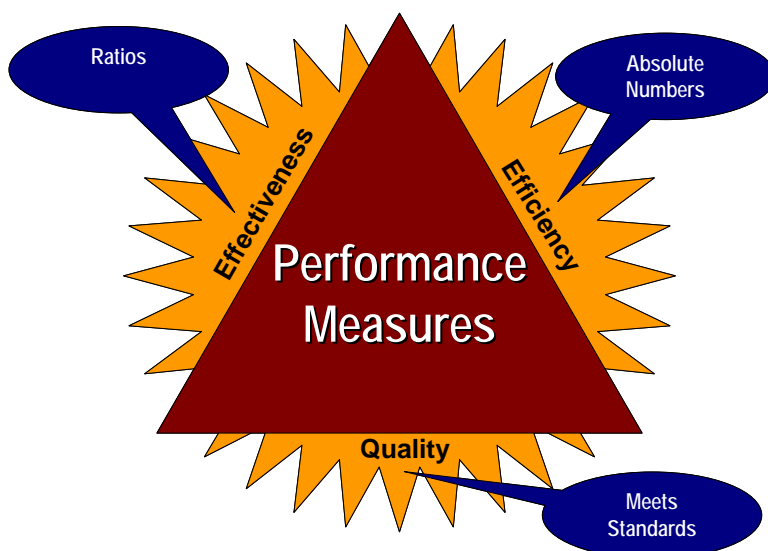 Ratios
Absolute
Numbers
Effectiveness
Efficiency
Performance
Measures
Quality
Meets
Standards